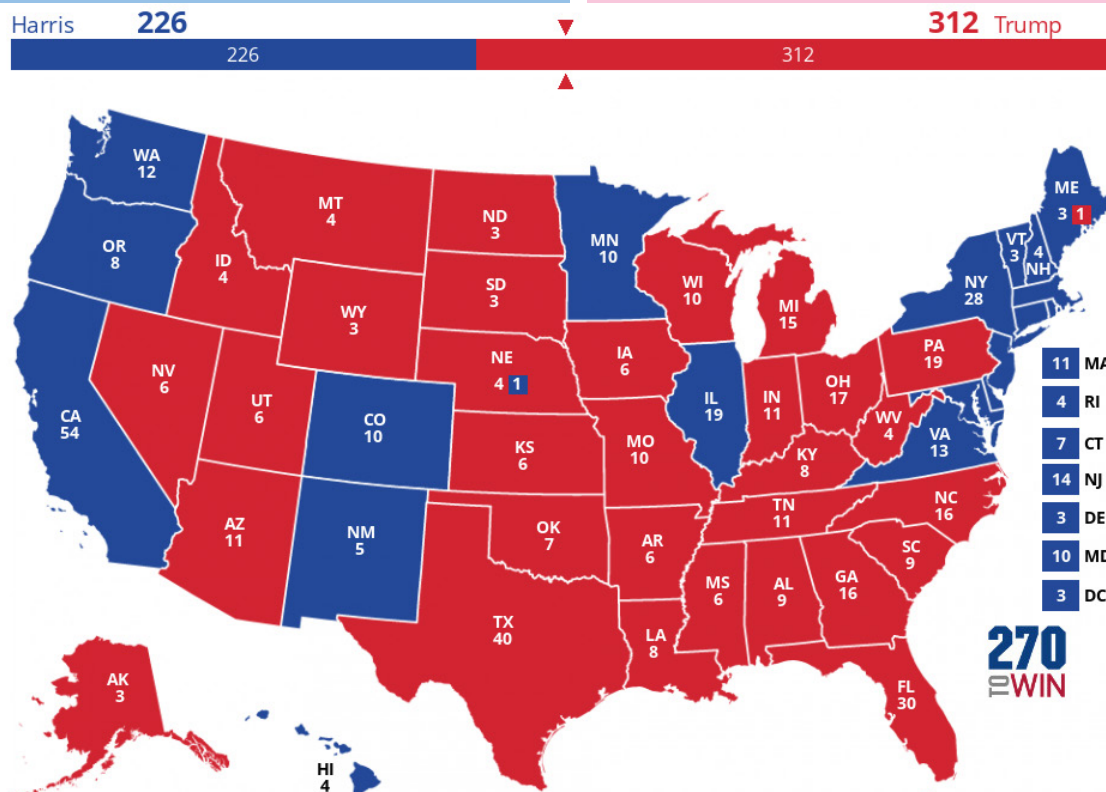 Harris 226 312 Trump
226 312
WA
12
OR
8
CA
54
NV
6
ID
4
MT
4
WY
3
UT
6
AZ
11
CO
10
NM
5
ND
3
SD
3
NE
4 1
KS
6
OK
7
TX
40
MN
10
IA
6
MO
10
AR
6
LA
8
WI
10
IL
19
MI
15
IN
11
OH
17
KY
8
TN
11
MS
6
AL
9
GA
16
FL
30
SC
9
NC
16
VA
13
WV
4
PA
19
NY
28
VT
3
4
NH
ME
3 1
11 MA
4 RI
7 CT
14 NJ
3 DE
10 MD
3 DC
AK
3
HI
4
270
TO WIN